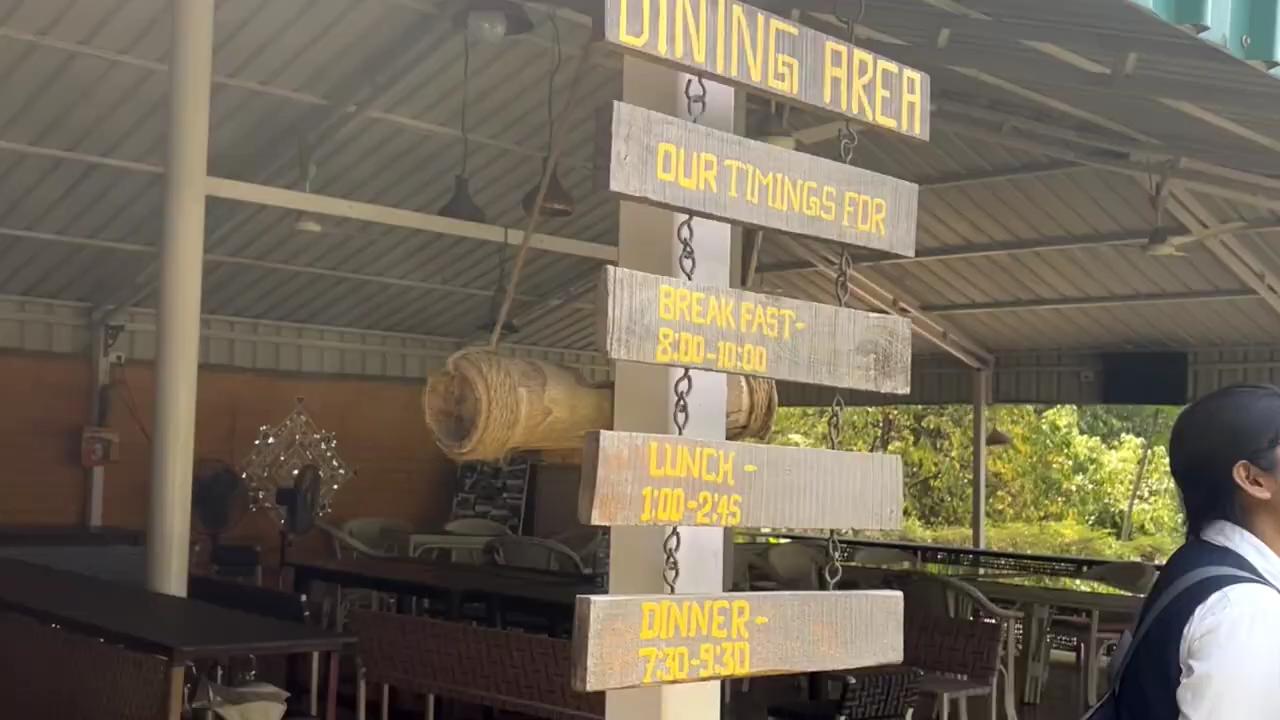 DINING AREA
OUR TIMINGS FOR
BREAK FAST-
8:00-10:00
LUNCH -
1:00-2:45
DINNER-
7:30-9:30